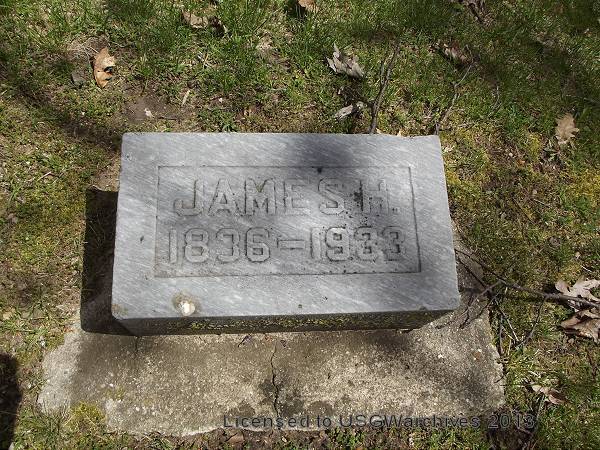 JAMES H.
1836-1933
Licensed to USGWarchives 2013